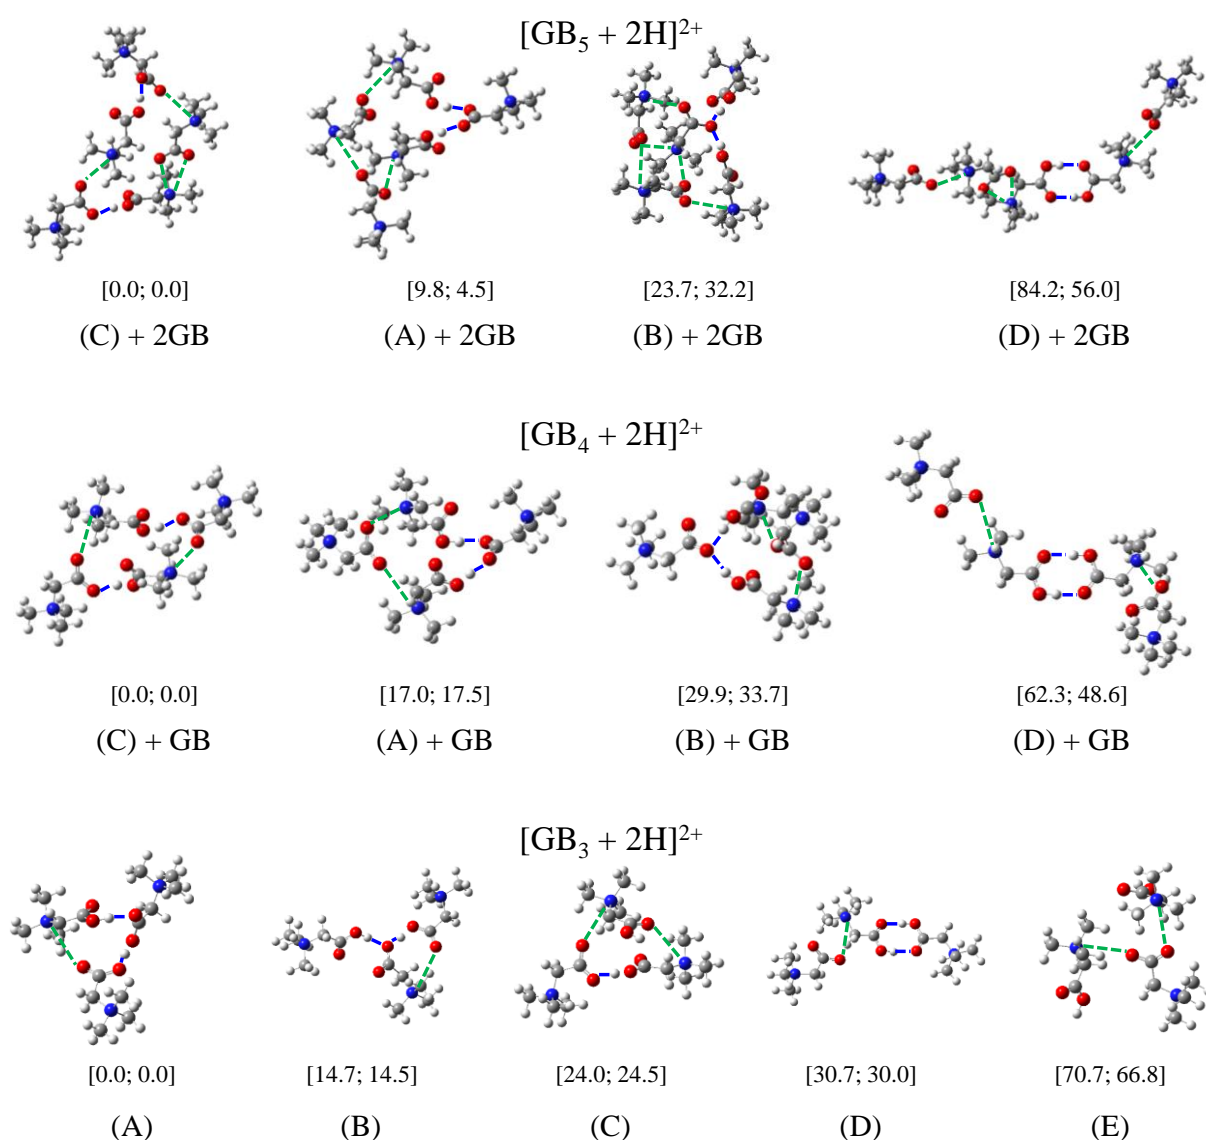 [GB₅ + 2H]²⁺
[0.0; 0.0] [9.8; 4.5] [23.7; 32.2] [84.2; 56.0]
(C) + 2GB (A) + 2GB (B) + 2GB (D) + 2GB
[GB₄ + 2H]²⁺
[0.0; 0.0] [17.0; 17.5] [29.9; 33.7] [62.3; 48.6]
(C) + GB (A) + GB (B) + GB (D) + GB
[GB₃ + 2H]²⁺
[0.0; 0.0] [14.7; 14.5] [24.0; 24.5] [30.7; 30.0] [70.7; 66.8]
(A) (B) (C) (D) (E)